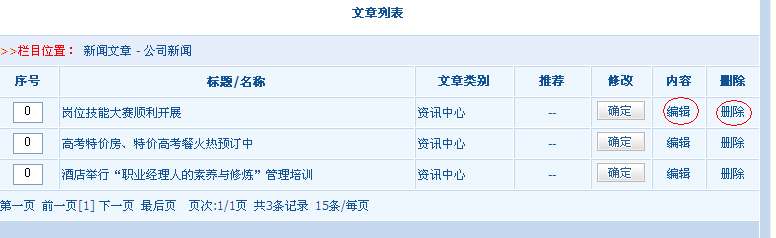 文章列表
>>栏目位置： 新闻文章 - 公司新闻
序号 标题/名称 文章类别 推荐 修改 内容 删除
0 岗位技能大赛顺利开展 资讯中心 -- 确定 编辑 删除
0 高考特价房、特价高考餐火热预订中 资讯中心 -- 确定 编辑 删除
0 酒店举行“职业经理人的素养与修炼”管理培训 资讯中心 -- 确定 编辑 删除
第一页 前一页[1]下一页 最后页 页次:1/1页 共3条记录 15条/每页